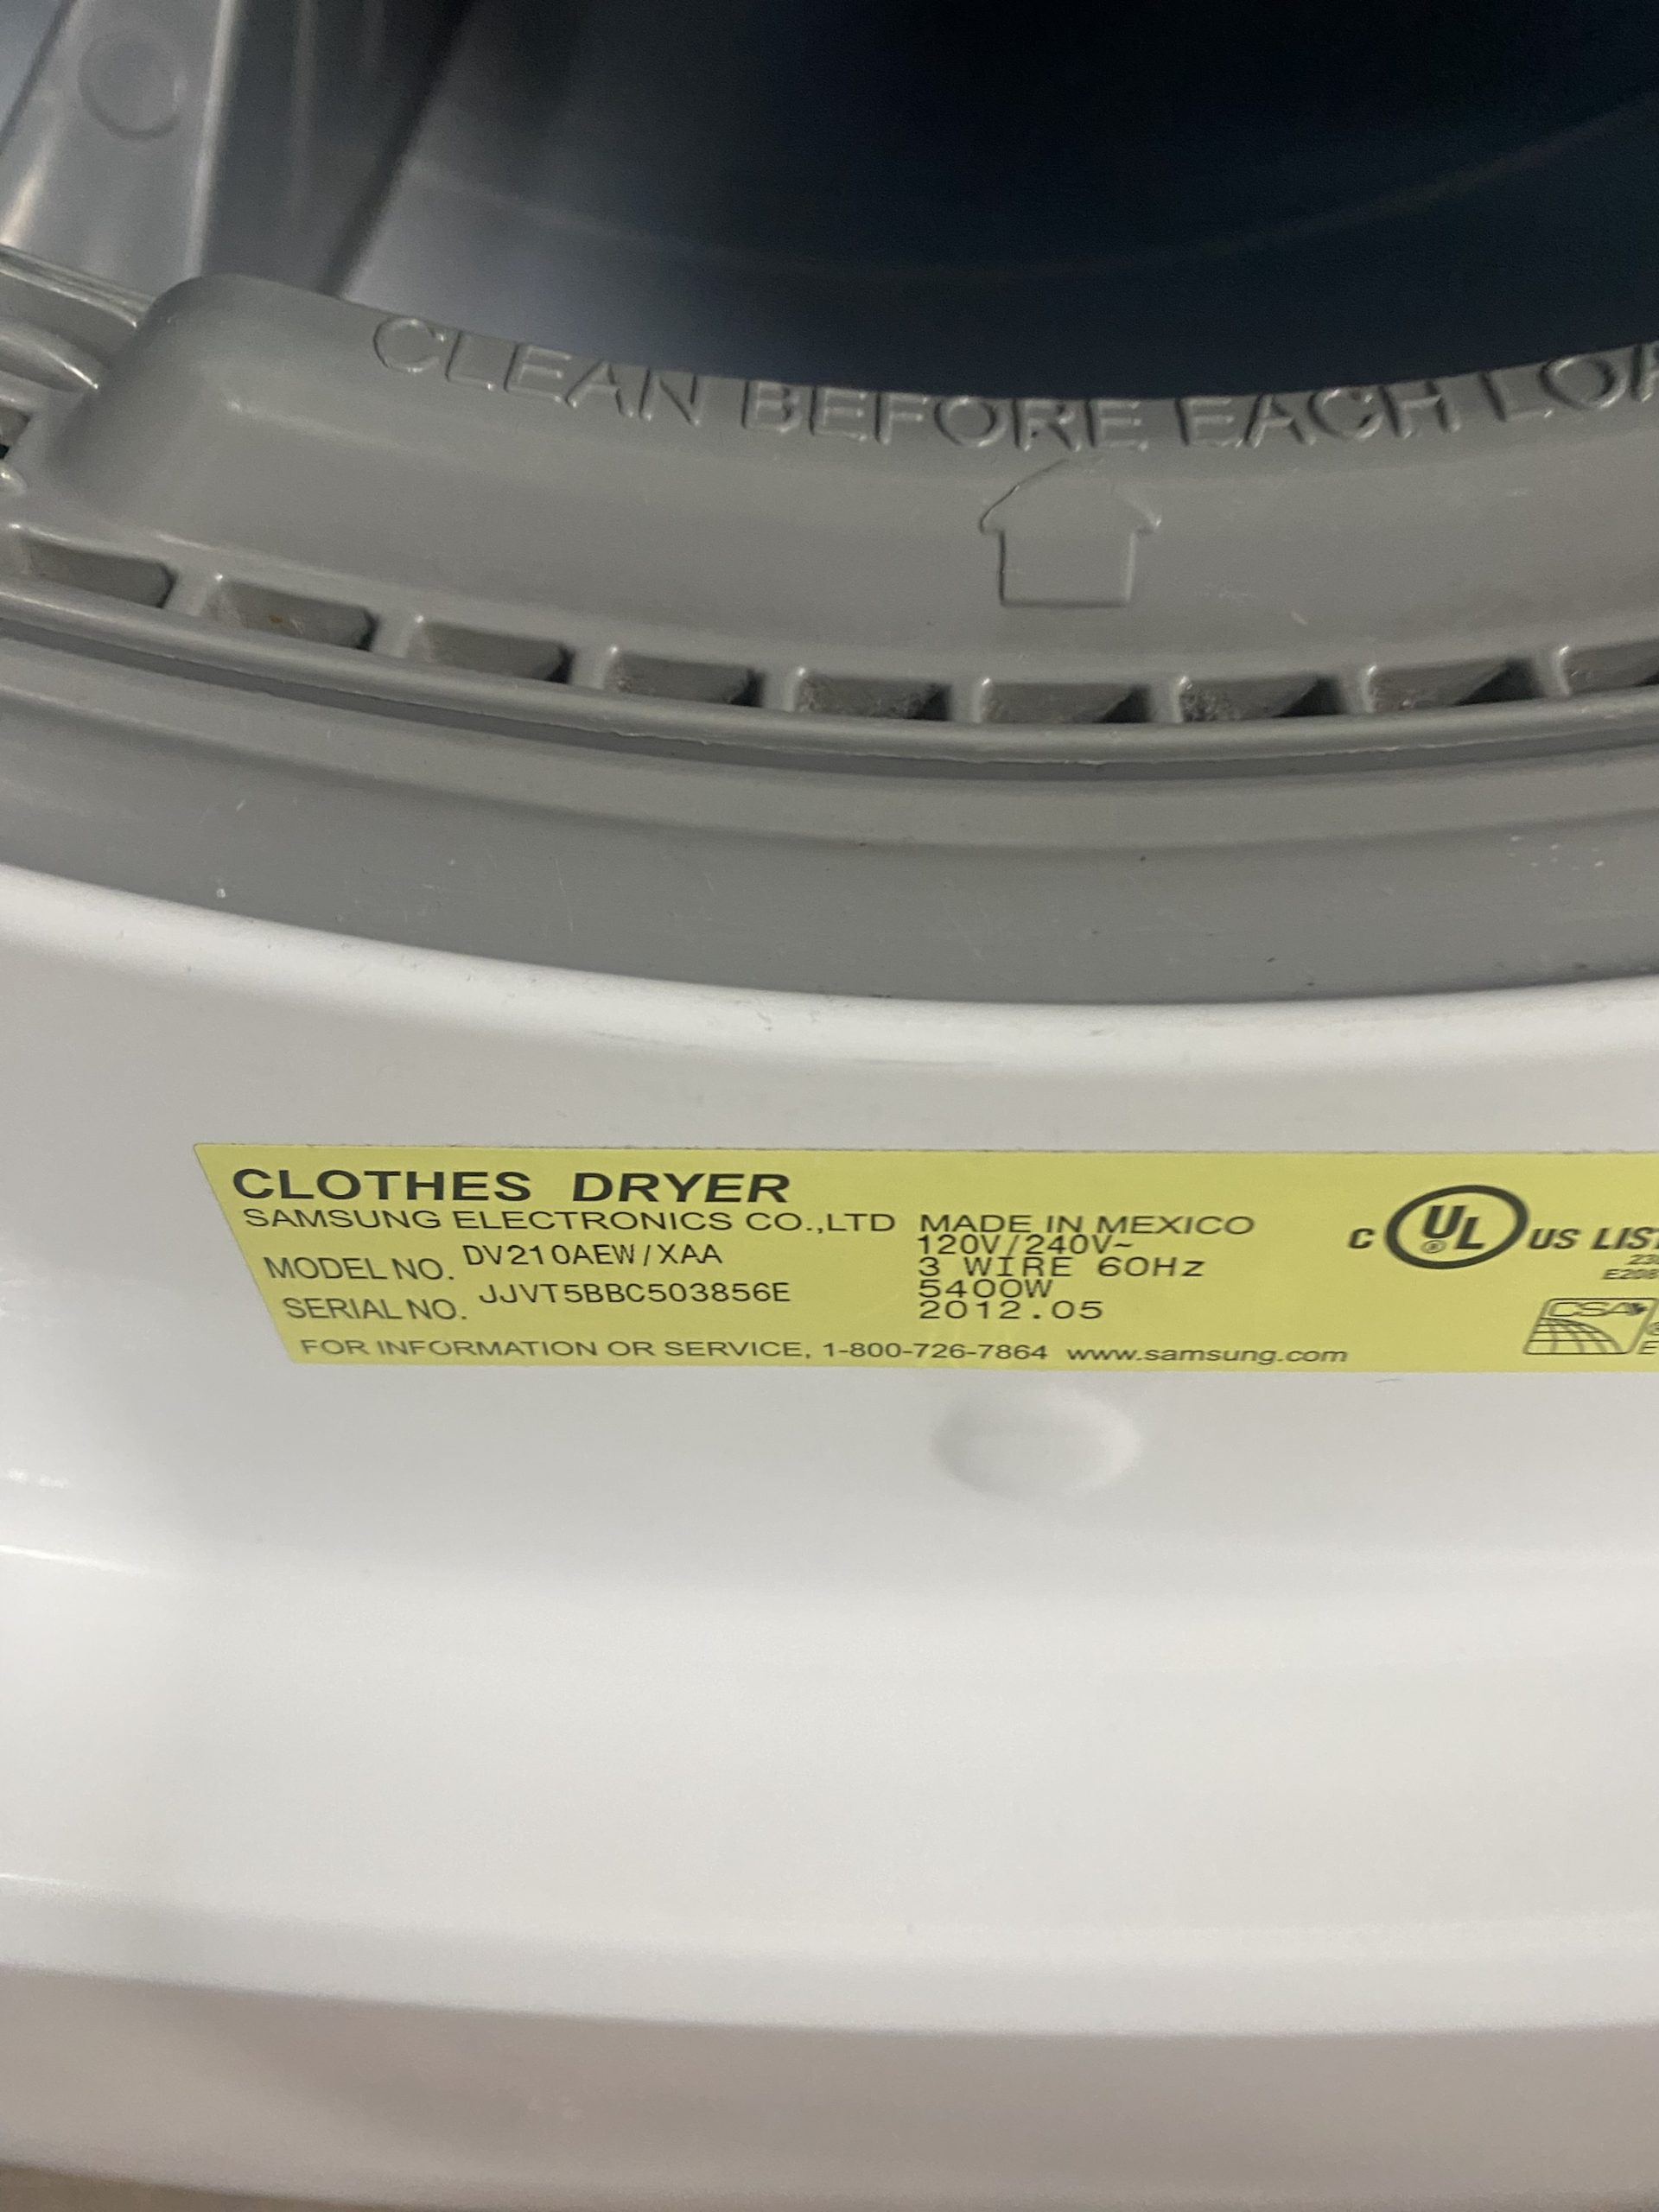 CLEAN BEFORE EACH
CLOTHES DRYER
SAMSUNG ELECTRONICS CO.,LTD
MODEL NO. DV210AEW/XAA
SERIAL NO. JJVT5BBC503856E
MADE IN MEXICO
120V/240V~
3 WIRE 60Hz
5400W
2012.05
FOR INFORMATION OR SERVICE, 1-800-726-7864 www.samsung.com
C UL ® US
CSA